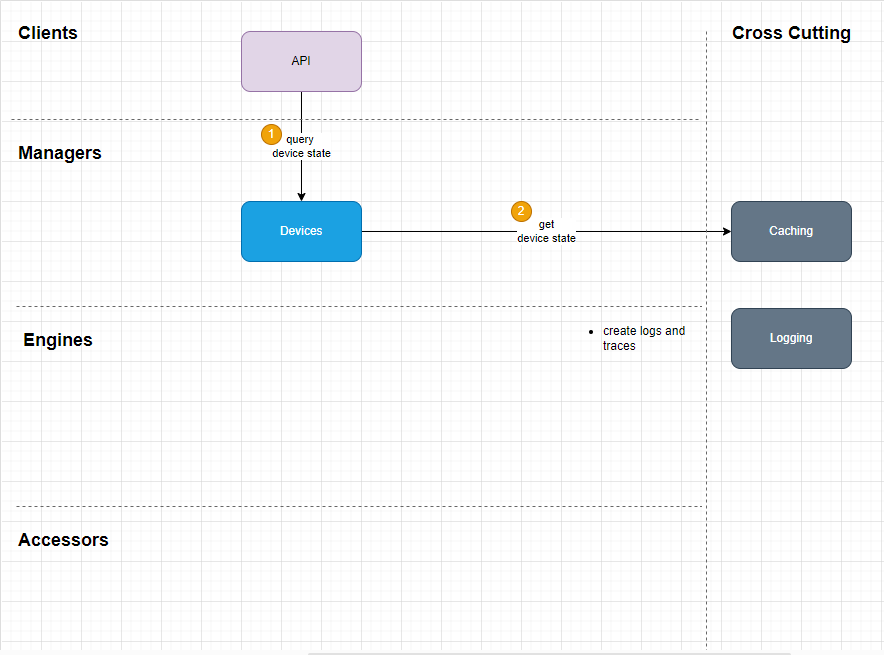 Clients
API
Cross Cutting
1
query
device state
Managers
Devices
2
get
device state
Caching
Engines
• create logs and
traces
Logging
Accessors